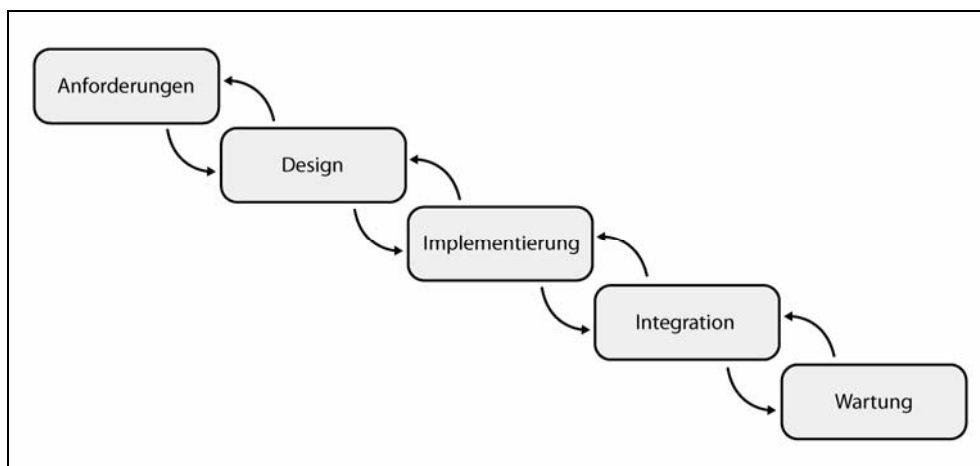 Anforderungen
Design
Implementierung
Integration
Wartung